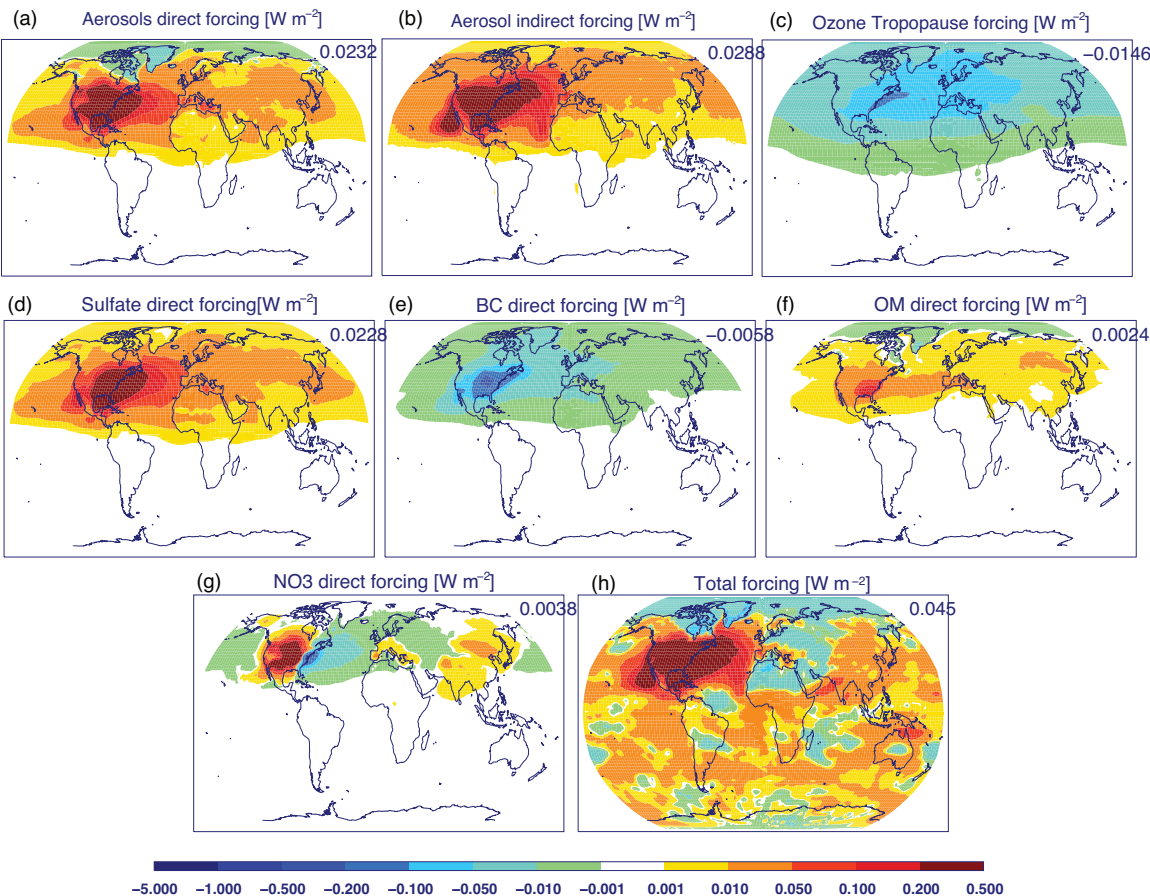 (a) Aerosols direct forcing [W m⁻²]
0.0232
(b) Aerosol indirect forcing [W m⁻²]
0.0288
(c) Ozone Tropopause forcing [W m⁻²]
−0.0146
(d) Sulfate direct forcing[W m⁻²]
0.0228
(e) BC direct forcing [W m⁻²]
−0.0058
(f) OM direct forcing [W m⁻²]
0.0024
(g) NO3 direct forcing [W m⁻²]
0.0038
(h) Total forcing [W m⁻²]
0.045
−5.000 −1.000 −0.500 −0.200 −0.100 −0.050 −0.010 −0.001 0.001 0.010 0.050 0.100 0.200 0.500